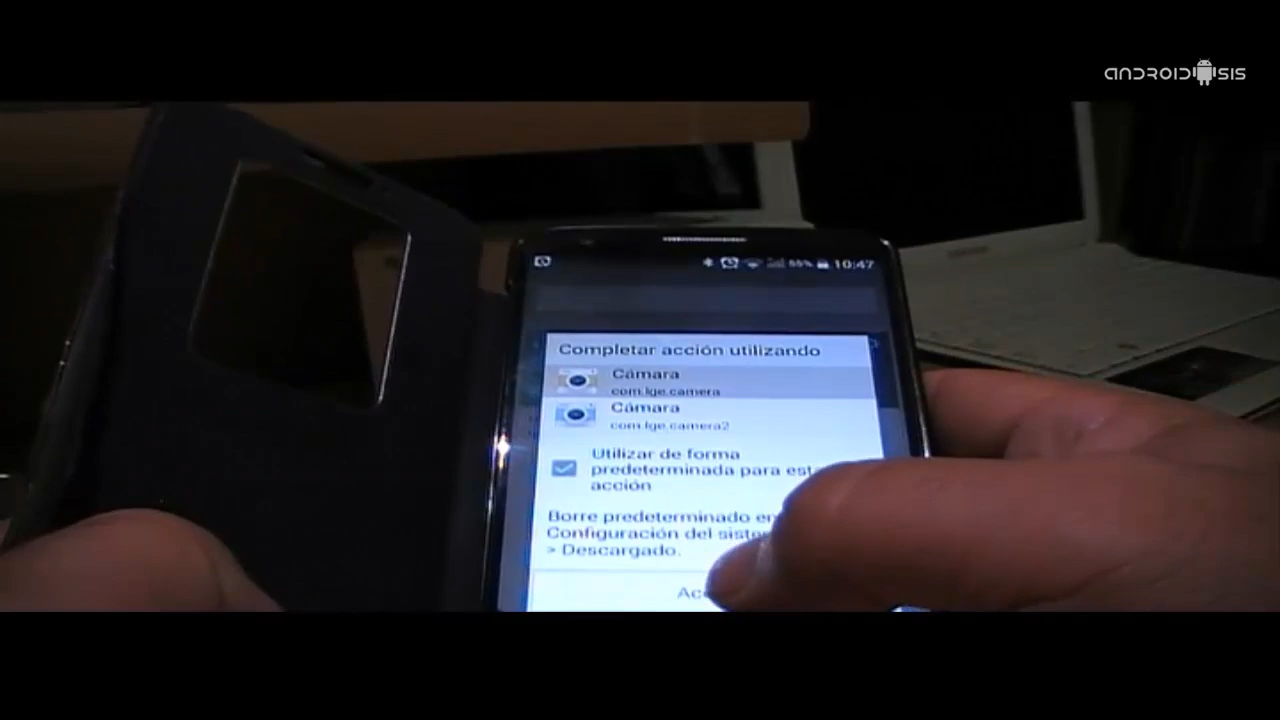 ANDROIDSIS
55% 10:47
Completar acción utilizando
Cámara
com.lge.camera
Cámara
com.lge.camera2
Utilizar de forma
predeterminada para esta
acción
Borre predeterminado en
Configuración del
> Descargado.